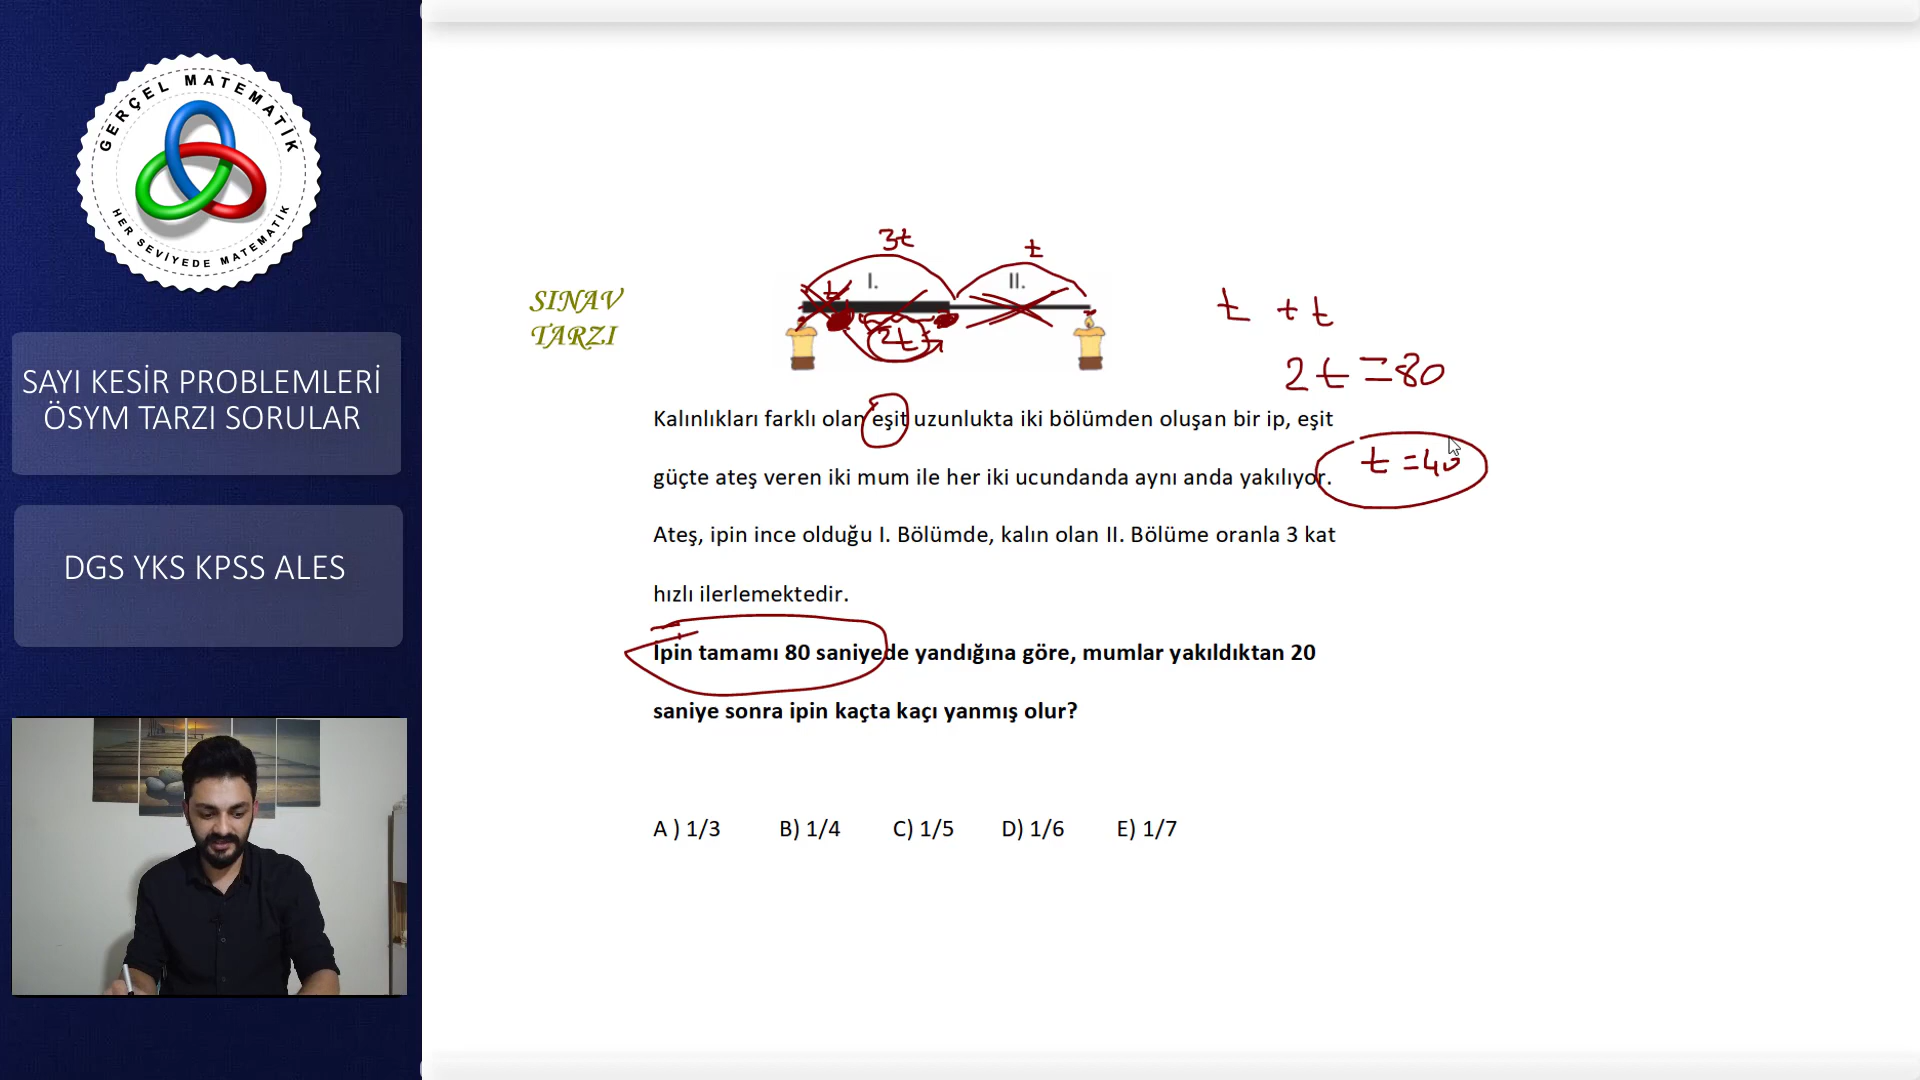 GERÇEL MATEMATİK
HER SEVİYEDE MATEMATİK
SAYI KESİR PROBLEMLERİ
ÖSYM TARZI SORULAR
DGS YKS KPSS ALES
SINAV
TARZI
3t
t
I.
II.
t
2t
t + t
2t = 80
t = 40
Kalınlıkları farklı olan eşit uzunlukta iki bölümden oluşan bir ip, eşit
güçte ateş veren iki mum ile her iki ucundanda aynı anda yakılıyor.
Ateş, ipin ince olduğu I. Bölümde, kalın olan II. Bölüme oranla 3 kat
hızlı ilerlemektedir.
İpin tamamı 80 saniyede yandığına göre, mumlar yakıldıktan 20
saniye sonra ipin kaçta kaçı yanmış olur?
A ) 1/3 B) 1/4 C) 1/5 D) 1/6 E) 1/7